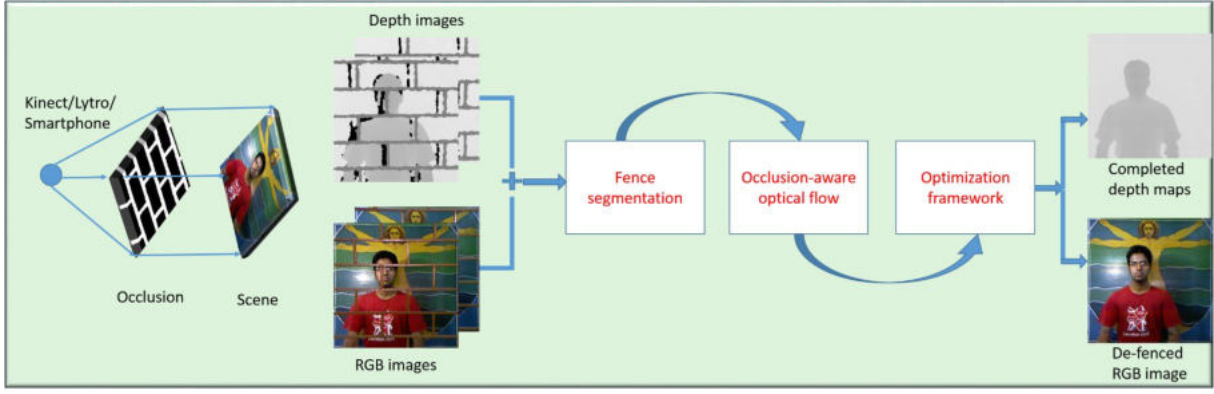 Depth images
Kinect/Lytro/
Smartphone
Occlusion
Scene
RGB images
Fence
segmentation
Occlusion-aware
optical flow
Optimization
framework
Completed
depth maps
De-fenced
RGB image